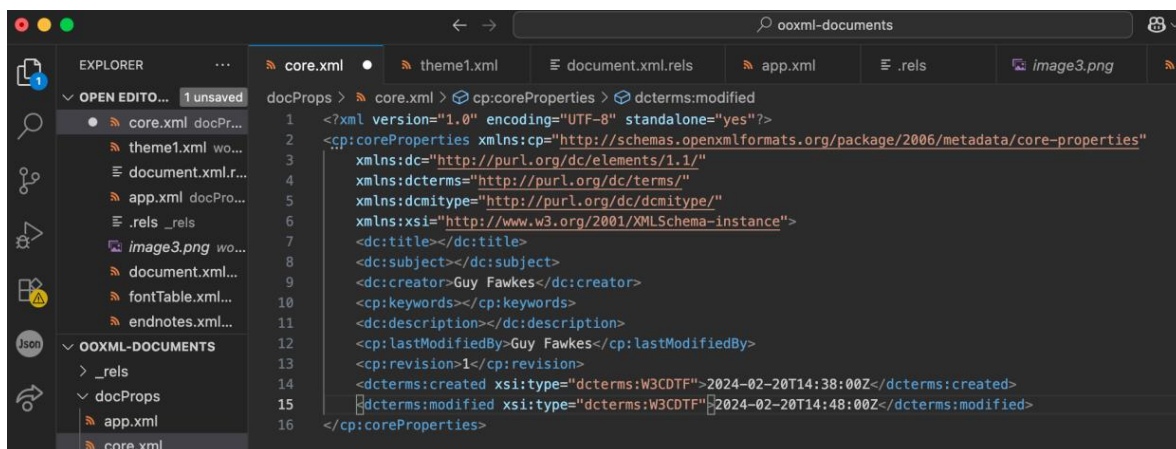 ooxml-documents
EXPLORER ...
OPEN EDITO... 1 unsaved
core.xml docPr...
theme1.xml wo...
document.xml.r...
app.xml docPro...
.rels _rels
image3.png wo...
document.xml...
fontTable.xml...
endnotes.xml...
OOXML-DOCUMENTS
_rels
docProps
app.xml
core.xml
1
Json
core.xml
theme1.xml
document.xml.rels
app.xml
.rels
image3.png
docProps > core.xml > cp:coreProperties > dcterms:modified
1 <?xml version="1.0" encoding="UTF-8" standalone="yes"?>
2 <cp:coreProperties xmlns:cp="http://schemas.openxmlformats.org/package/2006/metadata/core-properties"
3 xmlns:dc="http://purl.org/dc/elements/1.1/"
4 xmlns:dcterms="http://purl.org/dc/terms/"
5 xmlns:dcmitype="http://purl.org/dc/dcmitype/"
6 xmlns:xsi="http://www.w3.org/2001/XMLSchema-instance">
7 <dc:title></dc:title>
8 <dc:subject></dc:subject>
9 <dc:creator>Guy Fawkes</dc:creator>
10 <cp:keywords></cp:keywords>
11 <dc:description></dc:description>
12 <cp:lastModifiedBy>Guy Fawkes</cp:lastModifiedBy>
13 <cp:revision>1</cp:revision>
14 <dcterms:created xsi:type="dcterms:W3CDTF">2024-02-20T14:38:00Z</dcterms:created>
15 <dcterms:modified xsi:type="dcterms:W3CDTF">2024-02-20T14:48:00Z</dcterms:modified>
16 </cp:coreProperties>